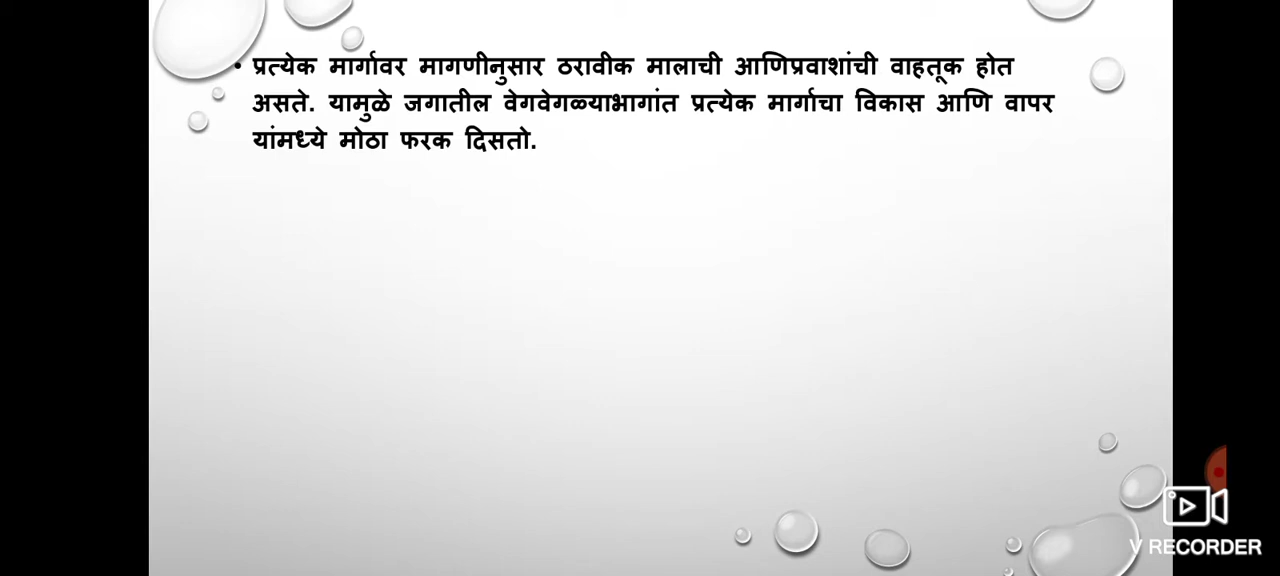 • प्रत्येक मार्गावर मागणीनुसार ठरावीक मालाची आणिप्रवाशांची वाहतूक होत
असते. यामुळे जगातील वेगवेगळ्याभागांत प्रत्येक मार्गाचा विकास आणि वापर
यांमध्ये मोठा फरक दिसतो.
V RECORDER